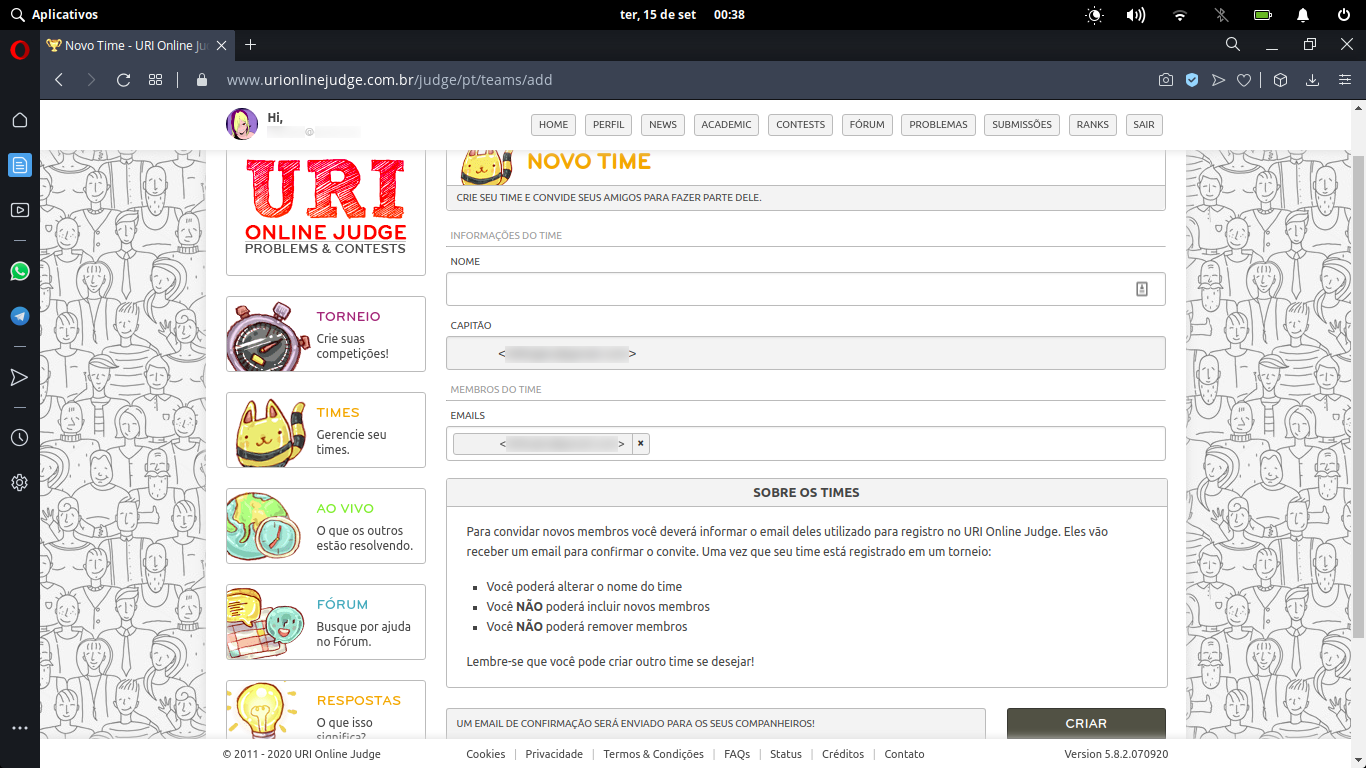 Aplicativos
ter, 15 de set 00:38
Novo Time - URI Online Ju
www.urionlinejudge.com.br/judge/pt/teams/add
Hi,
@
HOME PERFIL NEWS ACADEMIC CONTESTS FÓRUM PROBLEMAS SUBMISSÕES RANKS SAIR
URI
ONLINE JUDGE
PROBLEMS & CONTESTS
TORNEIO
Crie suas
competições!
TIMES
Gerencie seu
times.
AO VIVO
O que os outros
estão resolvendo.
FÓRUM
Busque por ajuda
no Fórum.
RESPOSTAS
O que isso
significa?
NOVO TIME
CRIE SEU TIME E CONVIDE SEUS AMIGOS PARA FAZER PARTE DELE.
INFORMAÇÕES DO TIME
NOME
CAPITÃO
< >
MEMBROS DO TIME
EMAILS
< > ×
SOBRE OS TIMES
Para convidar novos membros você deverá informar o email deles utilizado para registro no URI Online Judge. Eles vão
receber um email para confirmar o convite. Uma vez que seu time está registrado em um torneio:
▪ Você poderá alterar o nome do time
▪ Você NÃO poderá incluir novos membros
▪ Você NÃO poderá remover membros
Lembre-se que você pode criar outro time se desejar!
UM EMAIL DE CONFIRMAÇÃO SERÁ ENVIADO PARA OS SEUS COMPANHEIROS!
CRIAR
© 2011 - 2020 URI Online Judge
Cookies | Privacidade | Termos & Condições | FAQs | Status | Créditos | Contato
Version 5.8.2.070920